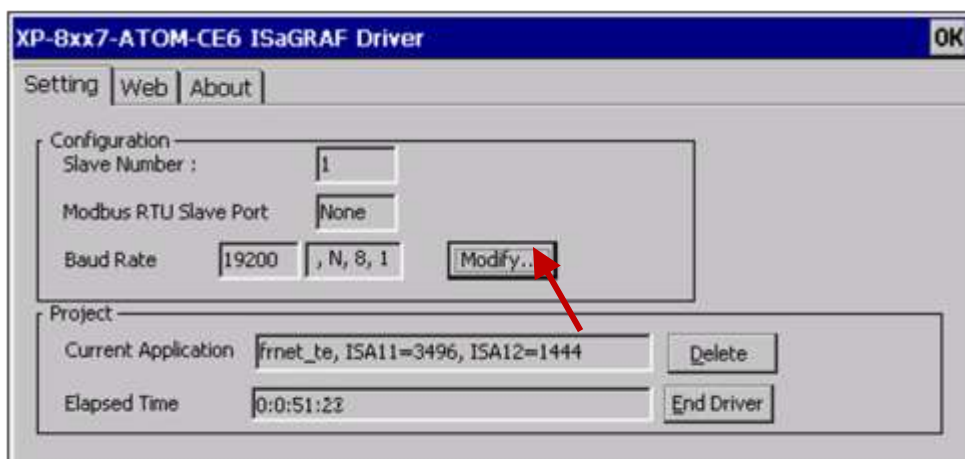 XP-8xx7-ATOM-CE6 ISaGRAF Driver OK
Setting Web About
Configuration
Slave Number : 1
Modbus RTU Slave Port None
Baud Rate 19200 , N, 8, 1 Modify...
Project
Current Application frnet_te, ISA11=3496, ISA12=1444 Delete
Elapsed Time End Driver